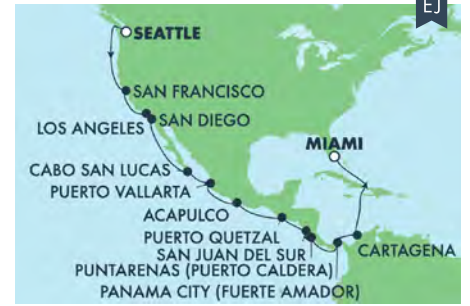 EJ
SEATTLE
SAN FRANCISCO
LOS ANGELES
SAN DIEGO
MIAMI
CABO SAN LUCAS
PUERTO VALLARTA
ACAPULCO
PUERTO QUETZAL
SAN JUAN DEL SUR
CARTAGENA
PUNTARENAS (PUERTO CALDERA)
PANAMA CITY (FUERTE AMADOR)